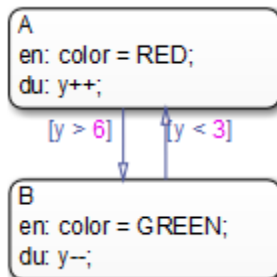 A
en: color = RED;
du: y++;
[y > 6] [y < 3]
B
en: color = GREEN;
du: y--;